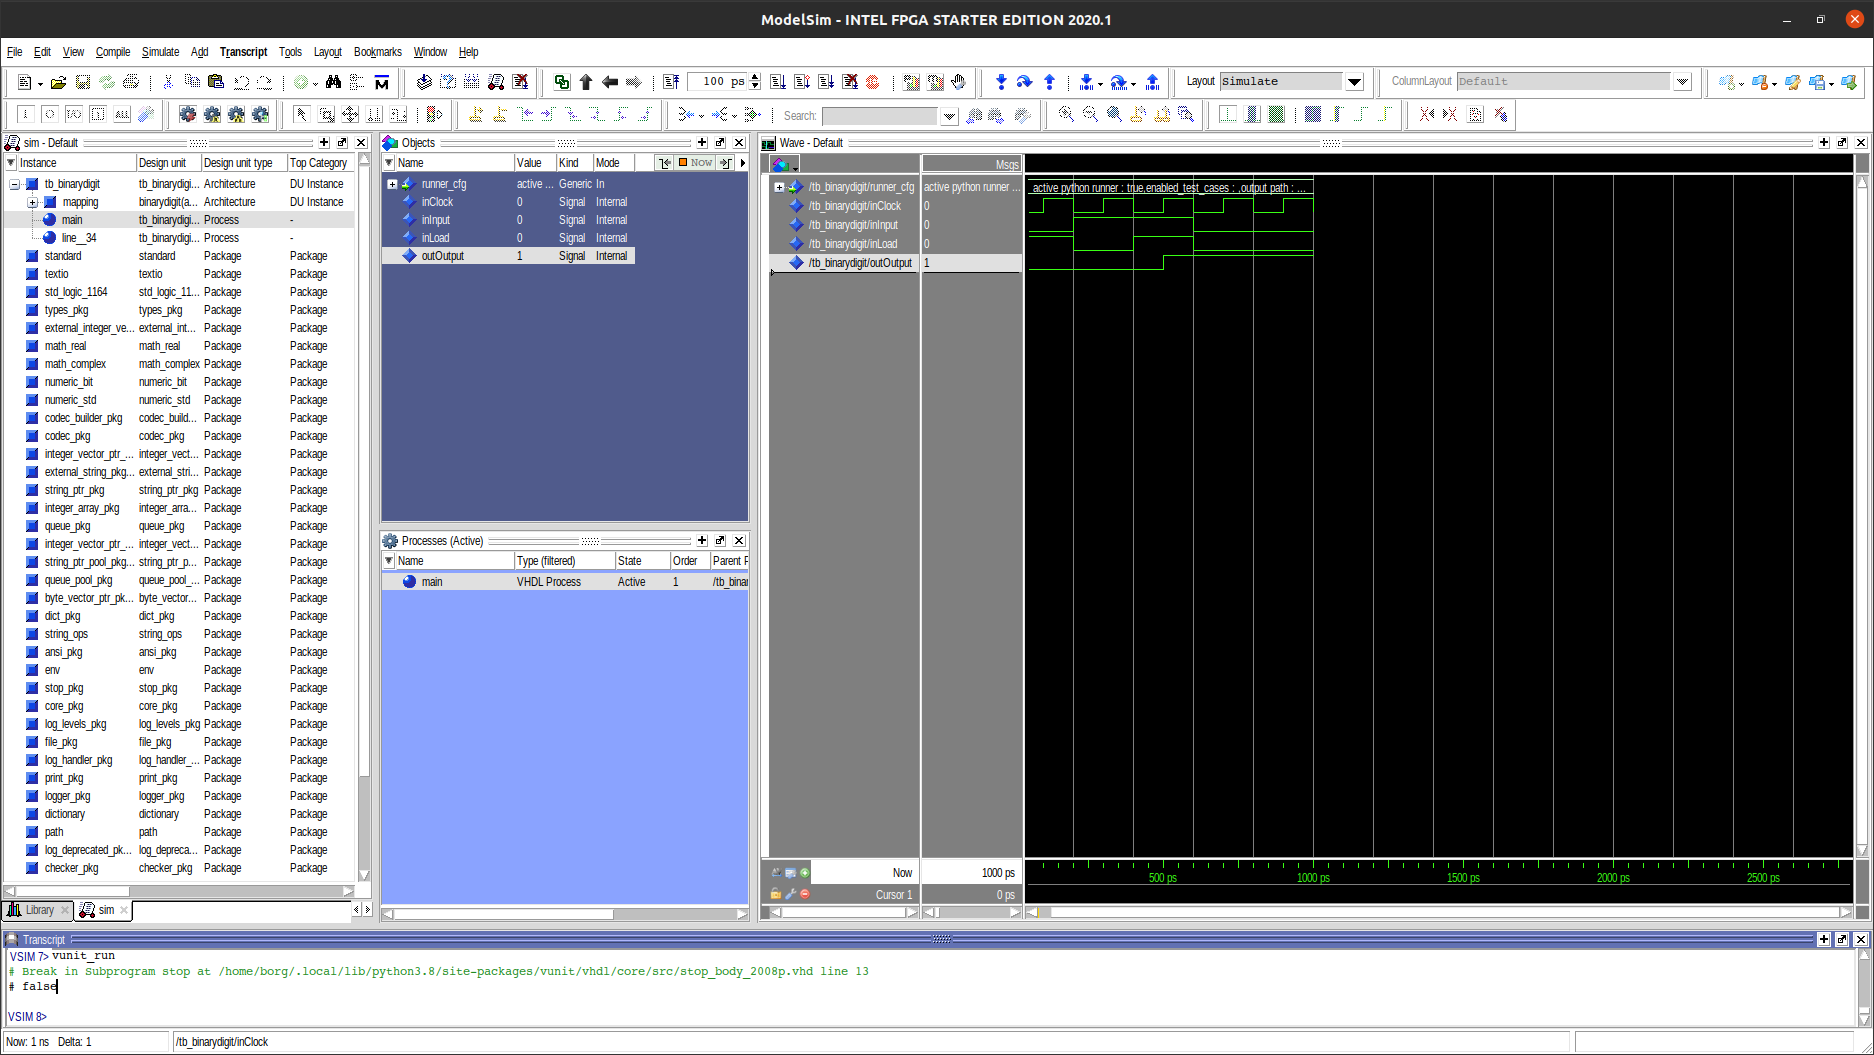 ModelSim - INTEL FPGA STARTER EDITION 2020.1
File Edit View Compile Simulate Add Transcript Tools Layout Bookmarks Window Help
100 ps
Layout Simulate
ColumnLayout Default
Search:
sim - Default
Instance Design unit Design unit type Top Category
tb_binarydigit tb_binarydigi... Architecture DU Instance
mapping binarydigit(a... Architecture DU Instance
main tb_binarydigi... Process -
line__34 tb_binarydigi... Process -
standard standard Package Package
textio textio Package Package
std_logic_1164 std_logic_11... Package Package
types_pkg types_pkg Package Package
external_integer_ve... external_int... Package Package
math_real math_real Package Package
math_complex math_complex Package Package
numeric_bit numeric_bit Package Package
numeric_std numeric_std Package Package
codec_builder_pkg codec_build... Package Package
codec_pkg codec_pkg Package Package
integer_vector_ptr_... integer_vect... Package Package
external_string_pkg... external_stri... Package Package
string_ptr_pkg string_ptr_pkg Package Package
integer_array_pkg integer_arra... Package Package
queue_pkg queue_pkg Package Package
integer_vector_ptr_... integer_vect... Package Package
string_ptr_pool_pkg... string_ptr_p... Package Package
queue_pool_pkg queue_pool_... Package Package
byte_vector_ptr_pk... byte_vector... Package Package
dict_pkg dict_pkg Package Package
string_ops string_ops Package Package
ansi_pkg ansi_pkg Package Package
env env Package Package
stop_pkg stop_pkg Package Package
core_pkg core_pkg Package Package
log_levels_pkg log_levels_pkg Package Package
file_pkg file_pkg Package Package
log_handler_pkg log_handler_... Package Package
print_pkg print_pkg Package Package
logger_pkg logger_pkg Package Package
dictionary dictionary Package Package
path path Package Package
log_deprecated_pk... log_depreca... Package Package
checker_pkg checker_pkg Package Package
Library sim
Objects
Name Value Kind Mode Now
runner_cfg active ... Generic In
inClock 0 Signal Internal
inInput 0 Signal Internal
inLoad 0 Signal Internal
outOutput 1 Signal Internal
Processes (Active)
Name Type (filtered) State Order Parent P
main VHDL Process Active 1 /tb_binar
Wave - Default
Msgs
/tb_binarydigit/runner_cfg active python runner ... active python runner : true,enabled_test_cases : ,output path : ...
/tb_binarydigit/inClock 0
/tb_binarydigit/inInput 0
/tb_binarydigit/inLoad 0
/tb_binarydigit/outOutput 1
Now 1000 ps
500 ps 1000 ps 1500 ps 2000 ps 2500 ps
Cursor 1 0 ps
Transcript
VSIM 7> vunit_run
# Break in Subprogram stop at /home/borg/.local/lib/python3.8/site-packages/vunit/vhdl/core/src/stop_body_2008p.vhd line 13
# false
VSIM 8>
Now: 1 ns Delta: 1 /tb_binarydigit/inClock